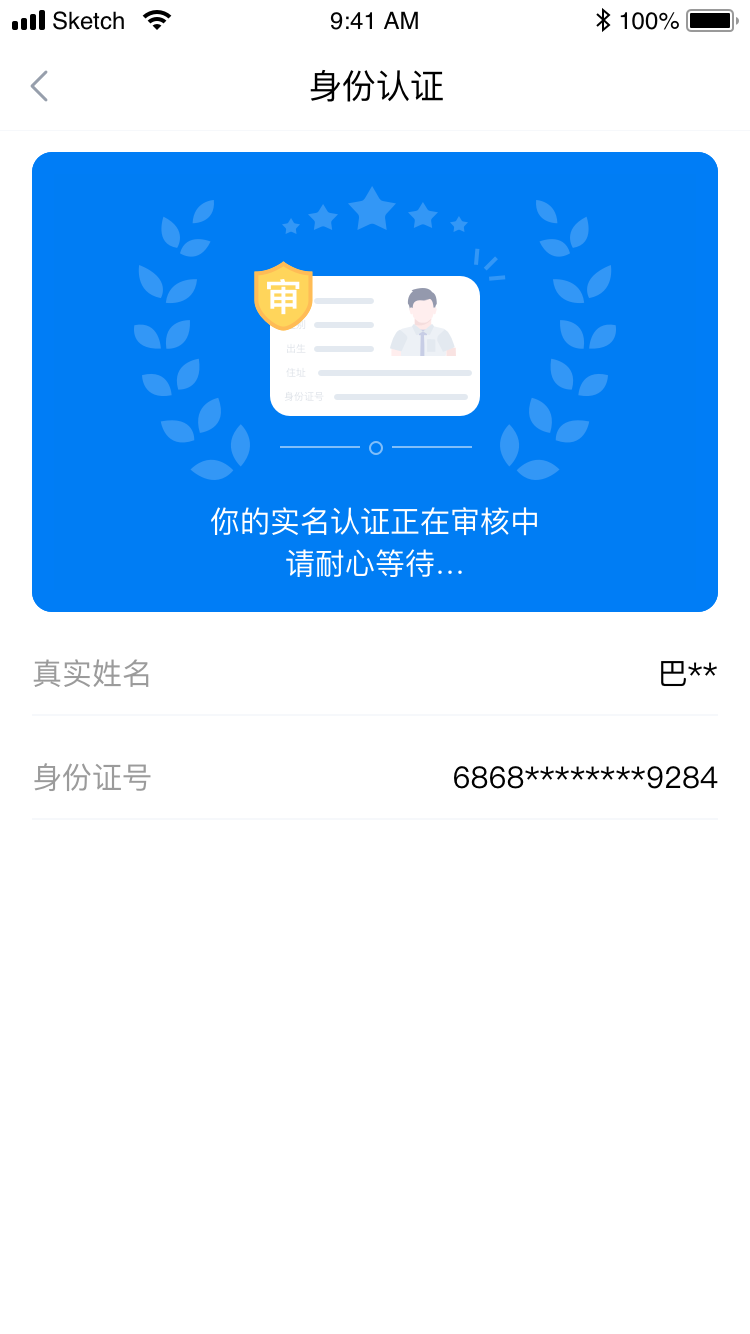 Sketch 9:41 AM 100%
身份认证
审
别
出生
住址
身份证号
你的实名认证正在审核中
请耐心等待...
真实姓名 巴**
身份证号 6868********9284